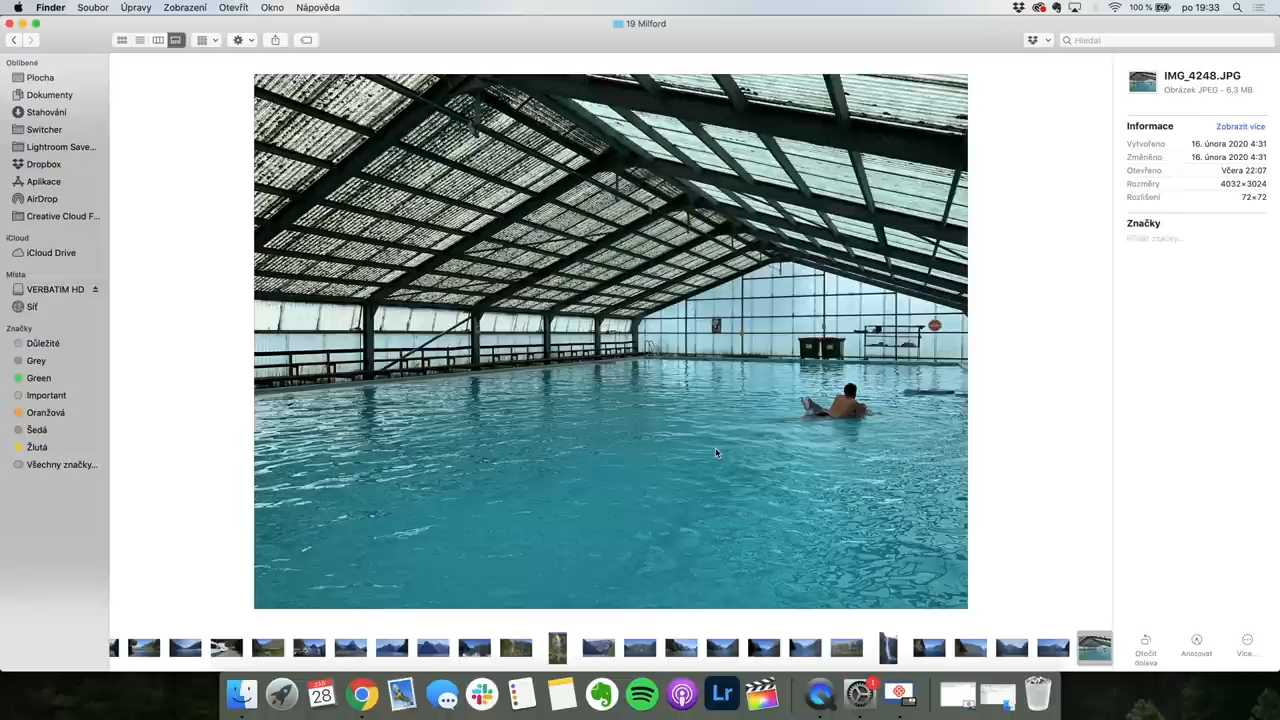 Finder Soubor Úpravy Zobrazení Otevřít Okno Nápověda 100 % po 19:33
19 Milford
Hledat
Oblíbené
Plocha
Dokumenty
Stahování
Switcher
Lightroom Save...
Dropbox
Aplikace
AirDrop
Creative Cloud F...
iCloud
iCloud Drive
Místa
VERBATIM HD
Síť
Značky
Důležité
Grey
Green
Important
Oranžová
Šedá
Žlutá
Všechny značky...
IMG_4248.JPG
Obrázek JPEG - 6,3 MB
Informace Zobrazit více
Vytvořeno 16. února 2020 4:31
Změněno 16. února 2020 4:31
Otevřeno Včera 22:07
Rozměry 4032×3024
Rozlišení 72×72
Značky
Přidat značky...
Otočit doleva
Anotovat
Více...
ZÁŘ
28
Lr
1